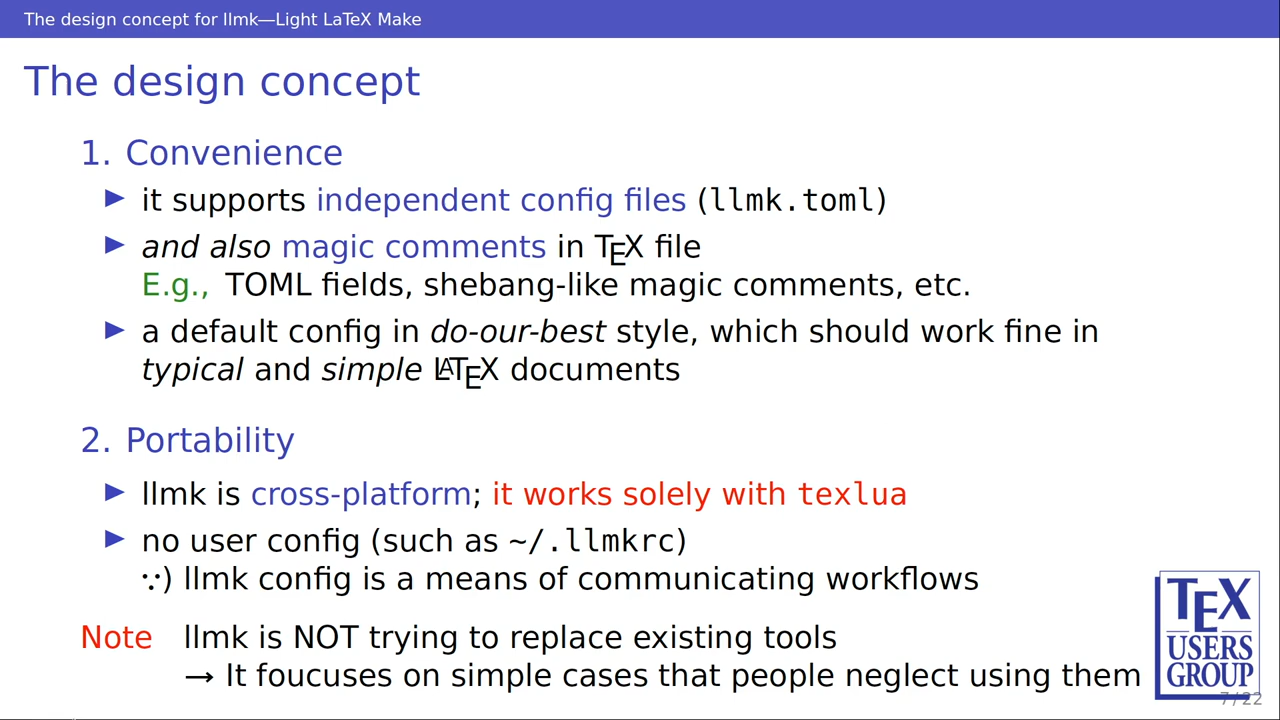 The design concept for llmk—Light LaTeX Make
The design concept
1. Convenience
▶ it supports independent config files (llmk.toml)
▶ and also magic comments in TEX file
E.g., TOML fields, shebang-like magic comments, etc.
▶ a default config in do-our-best style, which should work fine in
typical and simple LATEX documents
2. Portability
▶ llmk is cross-platform; it works solely with texlua
▶ no user config (such as ~/.llmkrc)
∵) llmk config is a means of communicating workflows
Note llmk is NOT trying to replace existing tools
→ It foucuses on simple cases that people neglect using them
TEX
USERS
GROUP
7/22